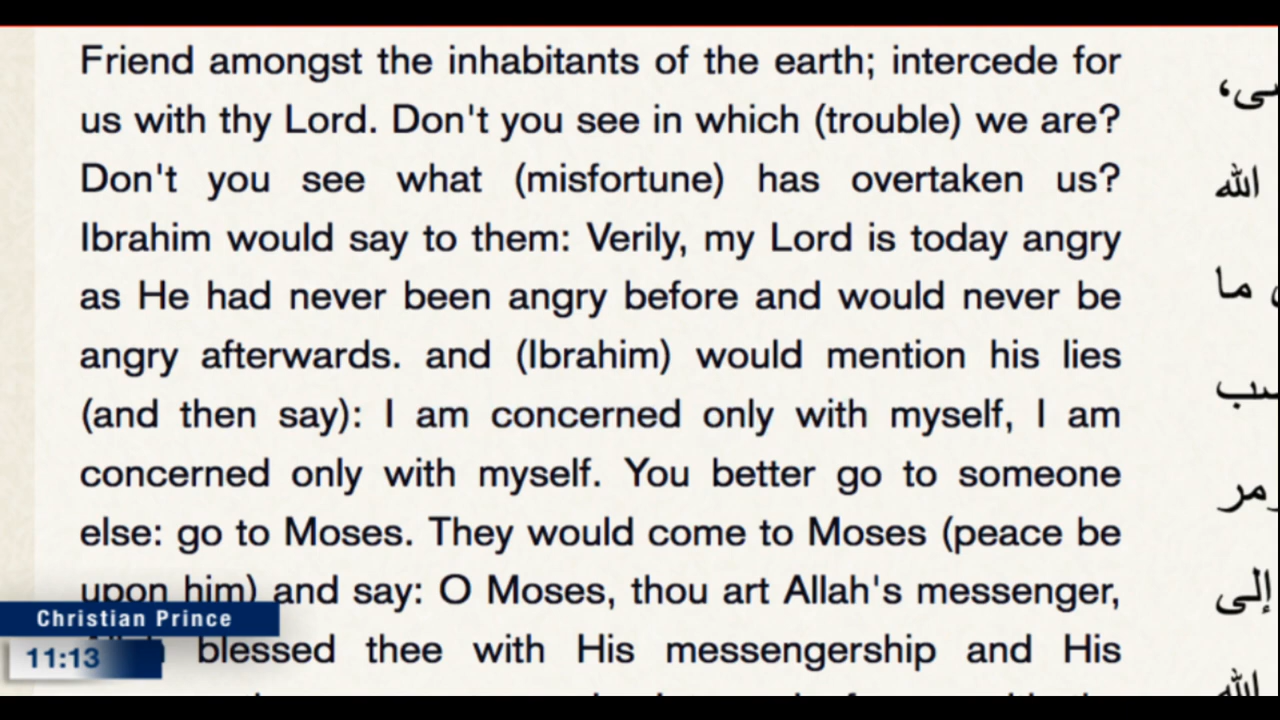 Friend amongst the inhabitants of the earth; intercede for
us with thy Lord. Don't you see in which (trouble) we are?
Don't you see what (misfortune) has overtaken us?
Ibrahim would say to them: Verily, my Lord is today angry
as He had never been angry before and would never be
angry afterwards. and (Ibrahim) would mention his lies
(and then say): I am concerned only with myself, I am
concerned only with myself. You better go to someone
else: go to Moses. They would come to Moses (peace be
upon him) and say: O Moses, thou art Allah's messenger,
blessed thee with His messengership and His
الله
ما
إلى
الله
Christian Prince
11:13